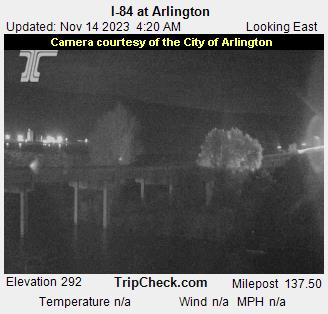 I-84 at Arlington
Updated: Nov 14 2023 4:20 AM Looking East
Camera courtesy of the City of Arlington
Elevation 292 TripCheck.com Milepost 137.50
Temperature n/a Wind n/a MPH n/a